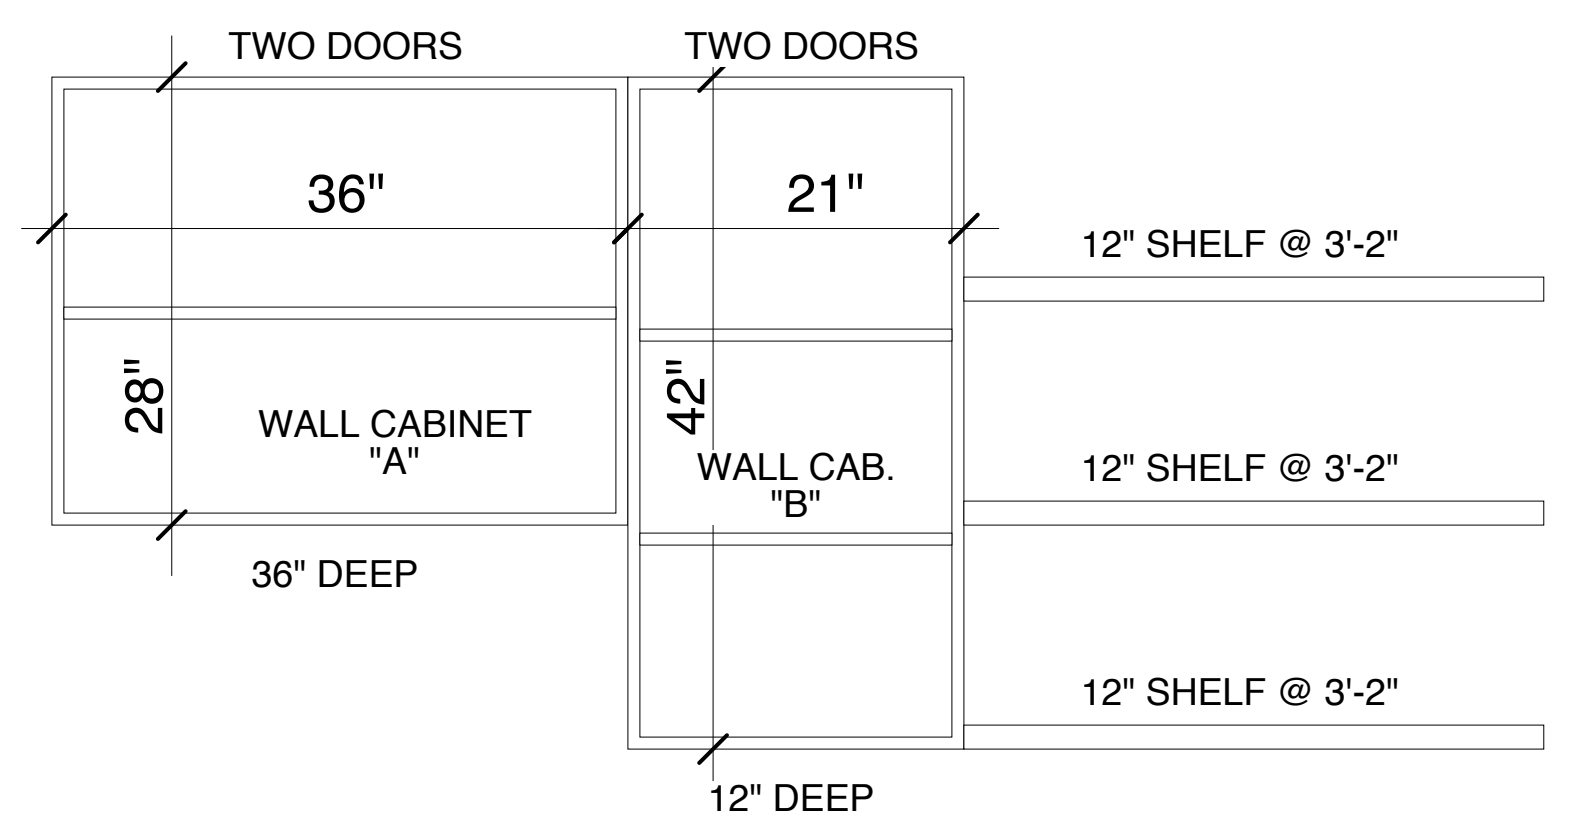 TWO DOORS
TWO DOORS
36"
21"
12" SHELF @ 3'-2"
28"
42"
WALL CABINET
"A"
WALL CAB.
"B"
12" SHELF @ 3'-2"
36" DEEP
12" SHELF @ 3'-2"
12" DEEP